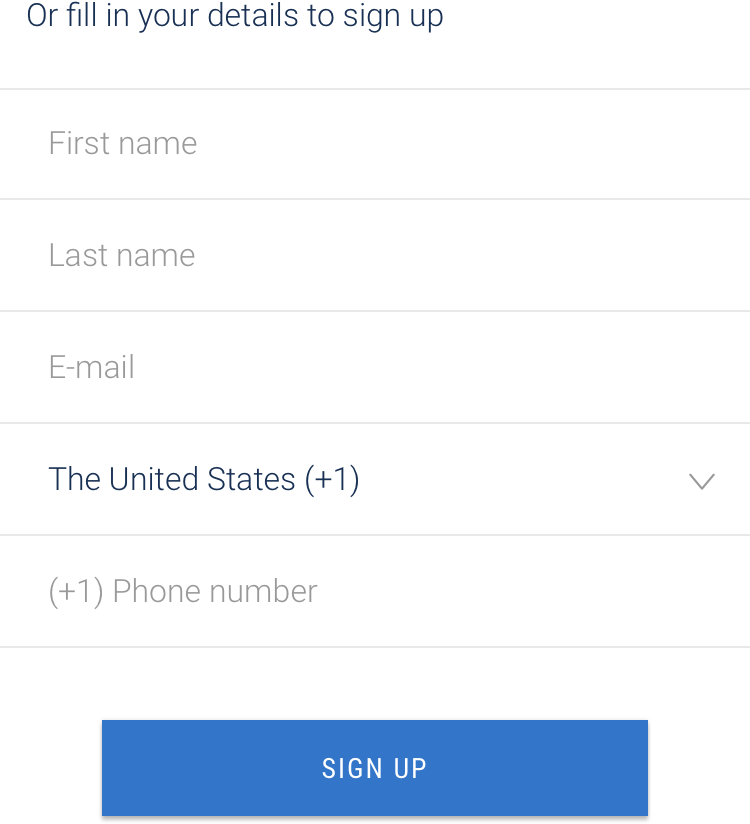 Or fill in your details to sign up
First name
Last name
E-mail
The United States (+1)
(+1) Phone number
SIGN UP